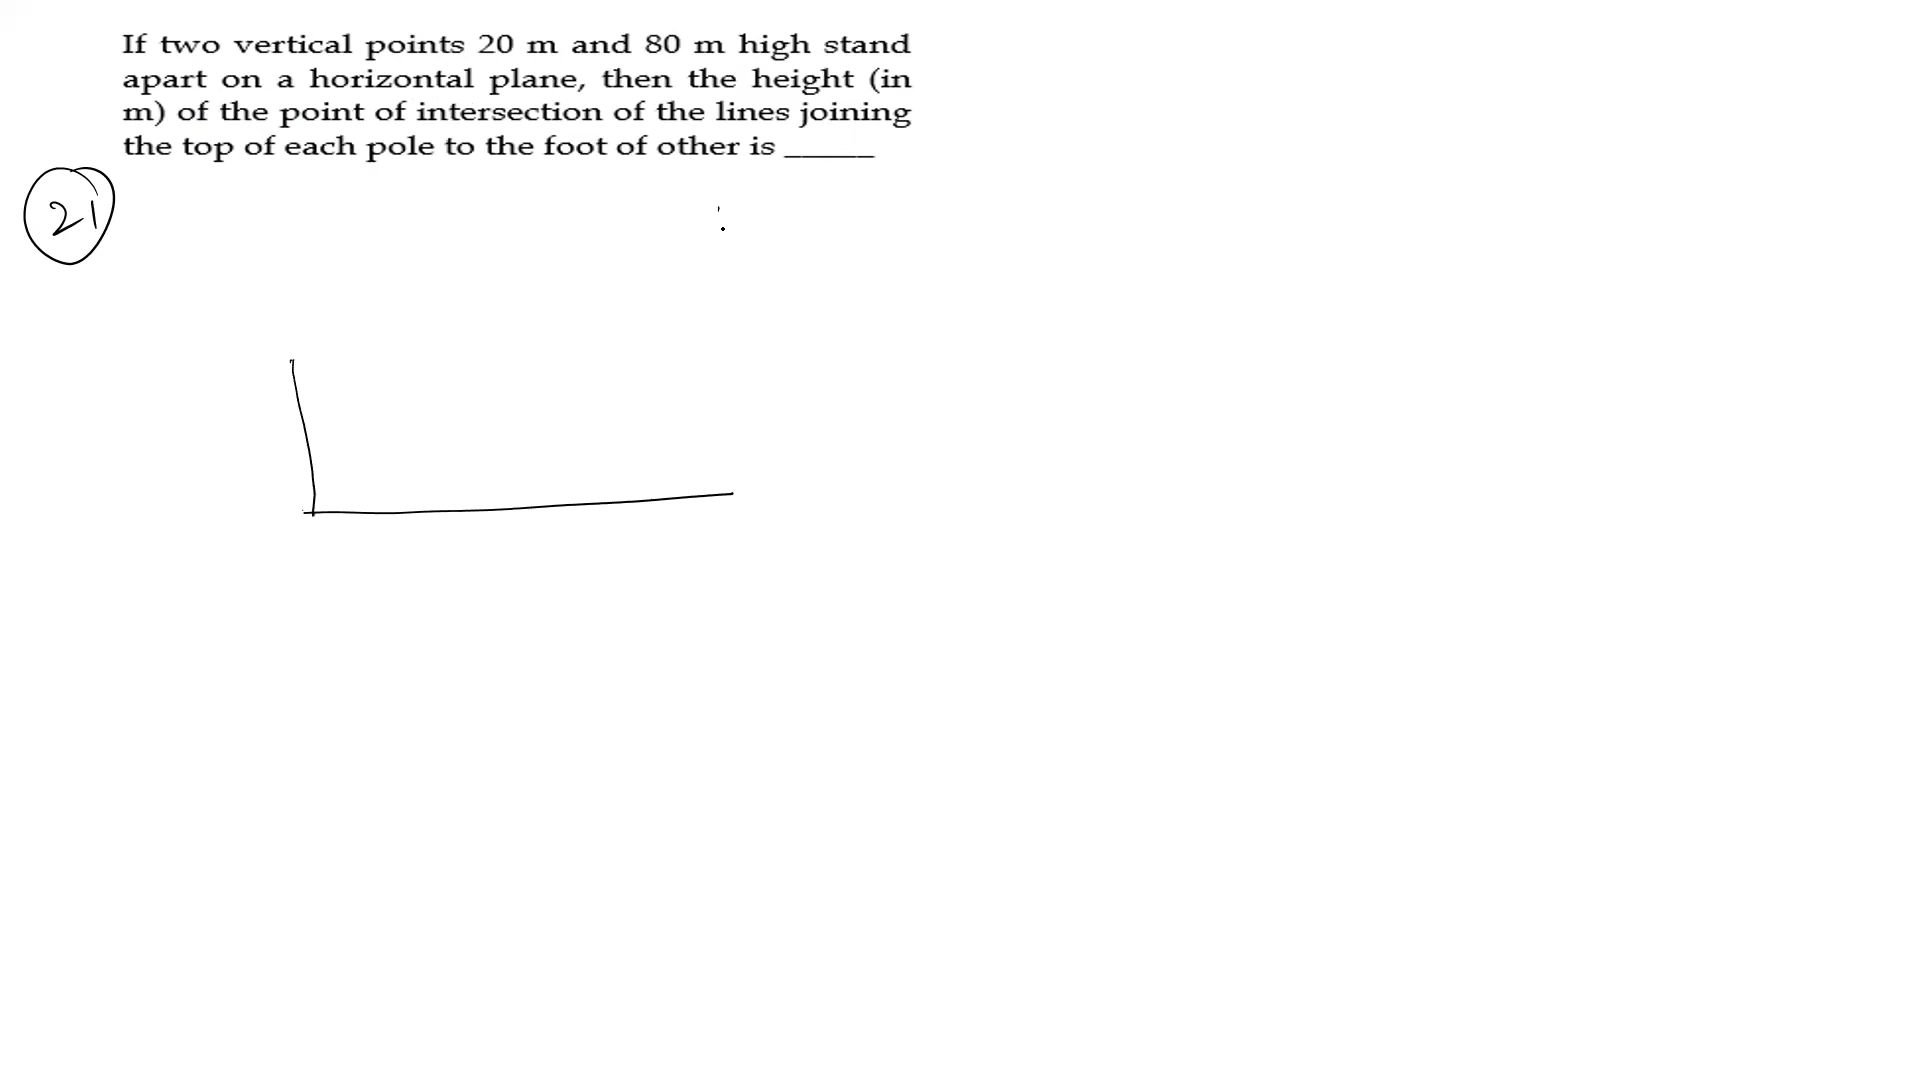 If two vertical points 20 m and 80 m high stand
apart on a horizontal plane, then the height (in
m) of the point of intersection of the lines joining
the top of each pole to the foot of other is _____
21